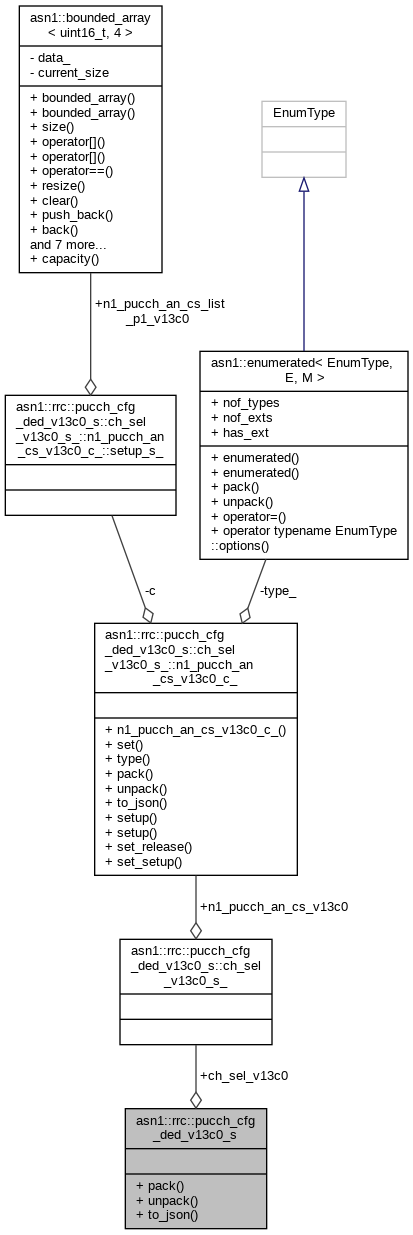 asn1::bounded_array
< uint16_t, 4 >
- data_
- current_size
+ bounded_array()
+ bounded_array()
+ size()
+ operator[]()
+ operator[]()
+ operator==()
+ resize()
+ clear()
+ push_back()
+ back()
and 7 more...
+ capacity()
EnumType
+n1_pucch_an_cs_list
_p1_v13c0
asn1::enumerated< EnumType,
E, M >
+ nof_types
+ nof_exts
+ has_ext
+ enumerated()
+ enumerated()
+ pack()
+ unpack()
+ operator=()
+ operator typename EnumType
::options()
asn1::rrc::pucch_cfg
_ded_v13c0_s::ch_sel
_v13c0_s_::n1_pucch_an
_cs_v13c0_c_::setup_s_
-c
-type_
asn1::rrc::pucch_cfg
_ded_v13c0_s::ch_sel
_v13c0_s_::n1_pucch_an
_cs_v13c0_c_
+ n1_pucch_an_cs_v13c0_c_()
+ set()
+ type()
+ pack()
+ unpack()
+ to_json()
+ setup()
+ setup()
+ set_release()
+ set_setup()
+n1_pucch_an_cs_v13c0
asn1::rrc::pucch_cfg
_ded_v13c0_s::ch_sel
_v13c0_s_
+ch_sel_v13c0
asn1::rrc::pucch_cfg
_ded_v13c0_s
+ pack()
+ unpack()
+ to_json()